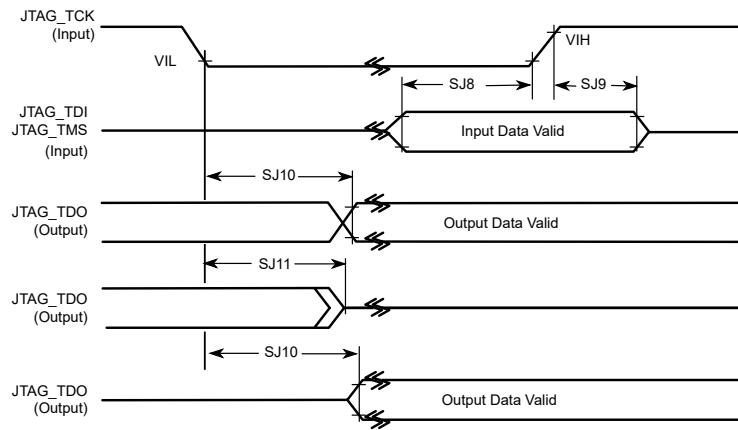 JTAG_TCK
(Input)
VIL
VIH
SJ8
SJ9
JTAG_TDI
JTAG_TMS
(Input)
Input Data Valid
SJ10
JTAG_TDO
(Output)
Output Data Valid
SJ11
JTAG_TDO
(Output)
SJ10
JTAG_TDO
(Output)
Output Data Valid